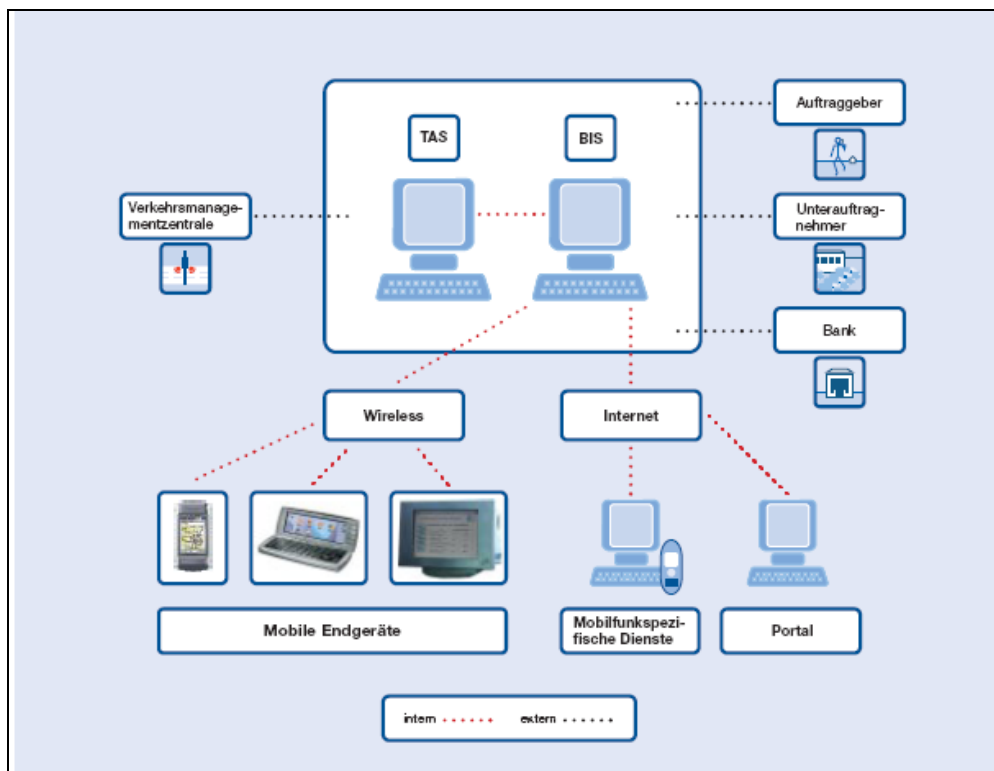 Auftraggeber
TAS
BIS
Verkehrsmanage-
mentzentrale
Unterauftrag-
nehmer
Bank
Wireless
Internet
Mobile Endgeräte
Mobilfunkspezi-
fische Dienste
Portal
intern
extern